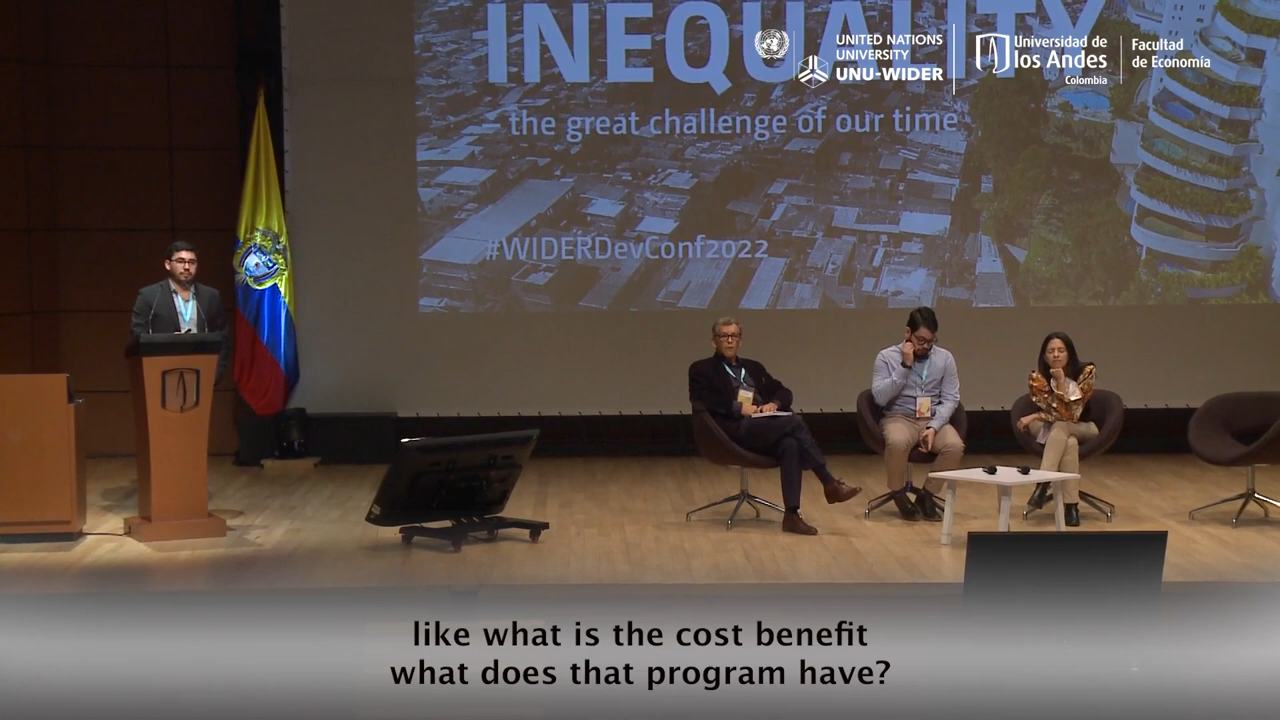 INEQUALITY
– the great challenge of our time
#WIDERDevConf2022
UNITED NATIONS
UNIVERSITY
UNU-WIDER
Universidad de
los Andes
Colombia
Facultad
de Economía
like what is the cost benefit
what does that program have?